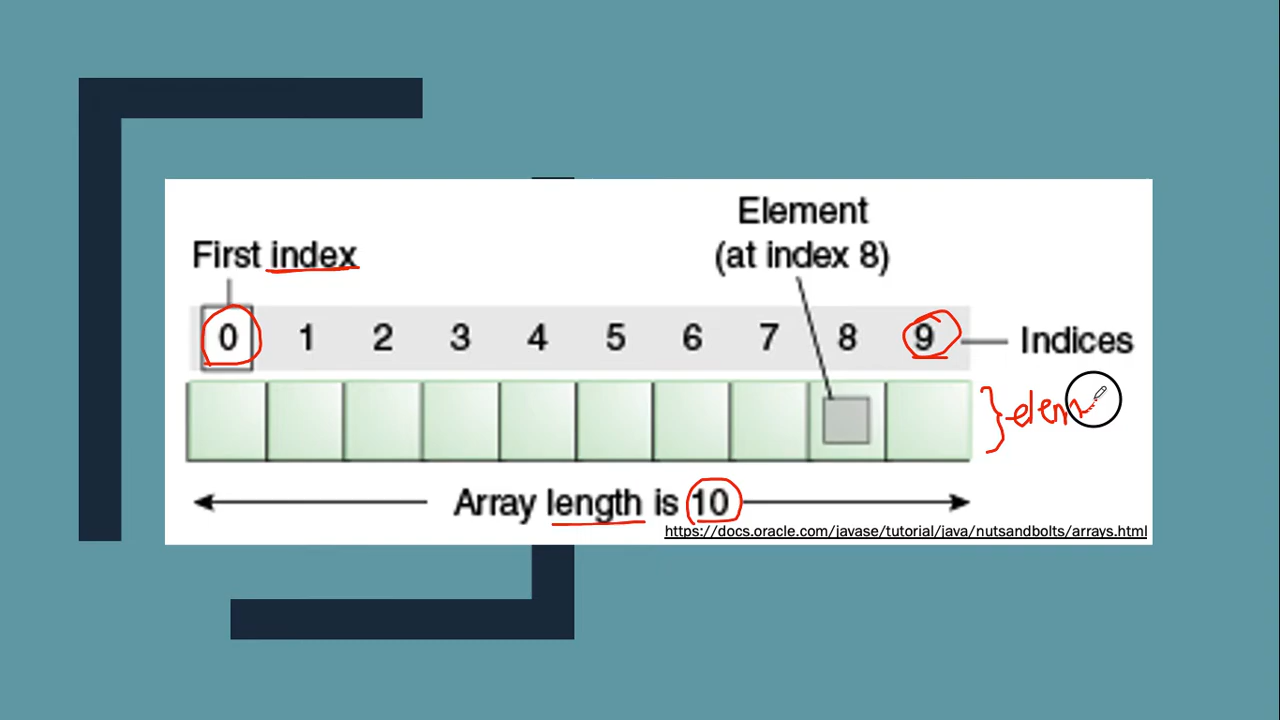 Element
First index (at index 8)
0 1 2 3 4 5 6 7 8 9 Indices
elem
Array length is 10
https://docs.oracle.com/javase/tutorial/java/nutsandbolts/arrays.html